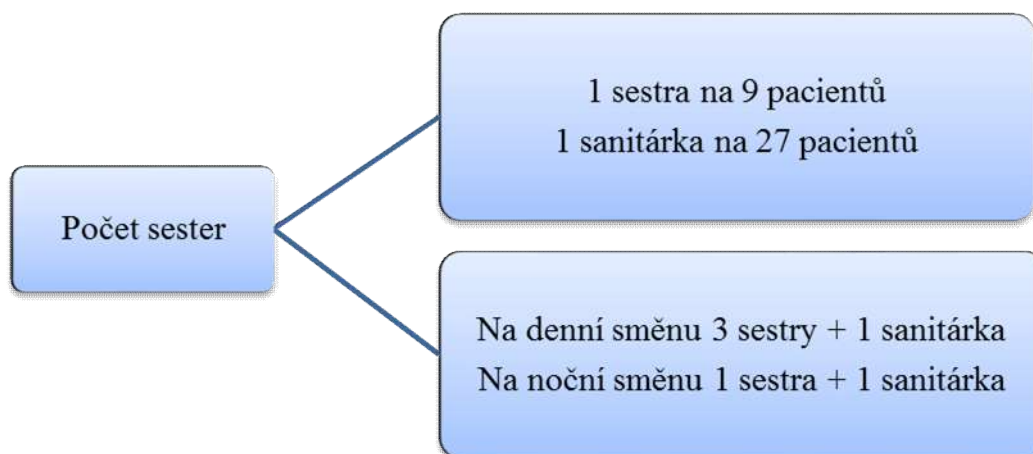 Počet sester
1 sestra na 9 pacientů
1 sanitárka na 27 pacientů
Na denní směnu 3 sestry + 1 sanitárka
Na noční směnu 1 sestra + 1 sanitárka